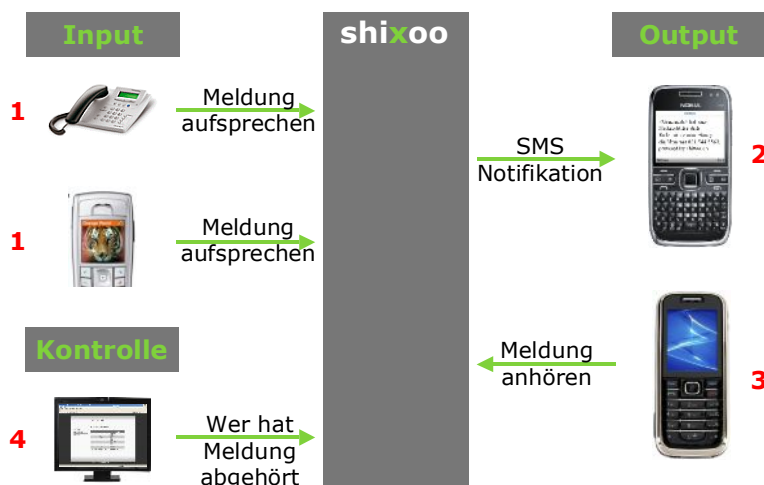 Input
shixoo
Output
1
Meldung
aufsprechen
SMS
Notifikation
2
NOKIA
1
Meldung
aufsprechen
Kontrolle
Meldung
anhören
3
4
Wer hat
Meldung
abgehört